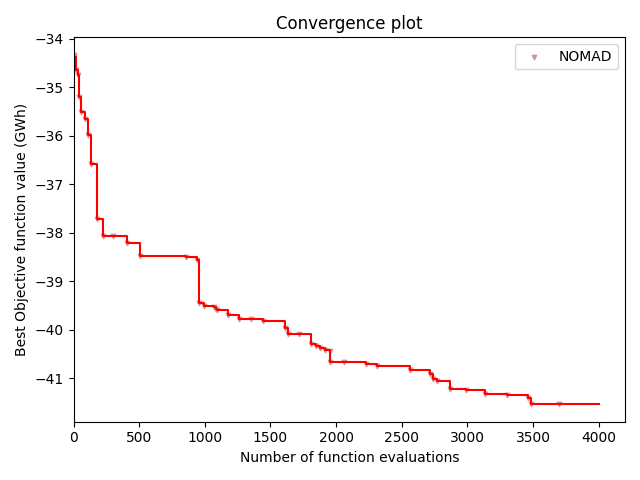 Convergence plot
NOMAD
Best Objective function value (GWh)
−34
−35
−36
−37
−38
−39
−40
−41
0 500 1000 1500 2000 2500 3000 3500 4000
Number of function evaluations